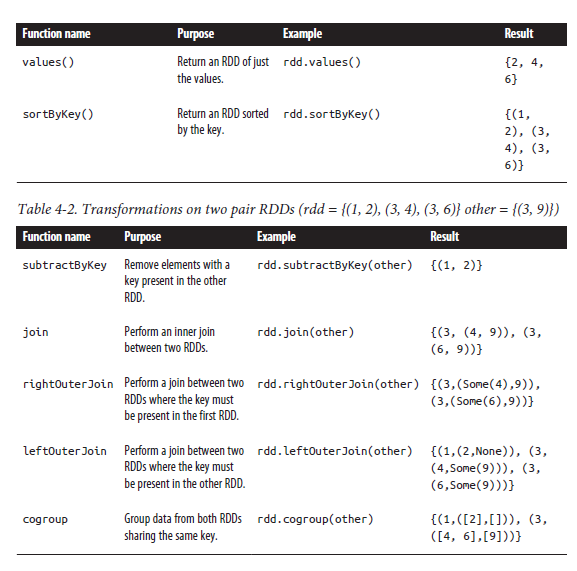 Function name Purpose Example Result
values() Return an RDD of just rdd.values() {2, 4,
the values. 6}
sortByKey() Return an RDD sorted rdd.sortByKey() {(1,
by the key. 2), (3,
4), (3,
6)}
Table 4-2. Transformations on two pair RDDs (rdd = {(1, 2), (3, 4), (3, 6)} other = {(3, 9)})
Function name Purpose Example Result
subtractByKey Remove elements with a rdd.subtractByKey(other) {(1, 2)}
key present in the other
RDD.
join Perform an inner join rdd.join(other) {(3, (4, 9)), (3,
between two RDDs. (6, 9))}
rightOuterJoin Perform a join between two rdd.rightOuterJoin(other) {(3,(Some(4),9)),
RDDs where the key must (3,(Some(6),9))}
be present in the first RDD.
leftOuterJoin Perform a join between two rdd.leftOuterJoin(other) {(1,(2,None)), (3,
RDDs where the key must (4,Some(9))), (3,
be present in the other RDD. (6,Some(9)))}
cogroup Group data from both RDDs rdd.cogroup(other) {(1,([2],[])), (3,
sharing the same key. ([4, 6],[9]))}